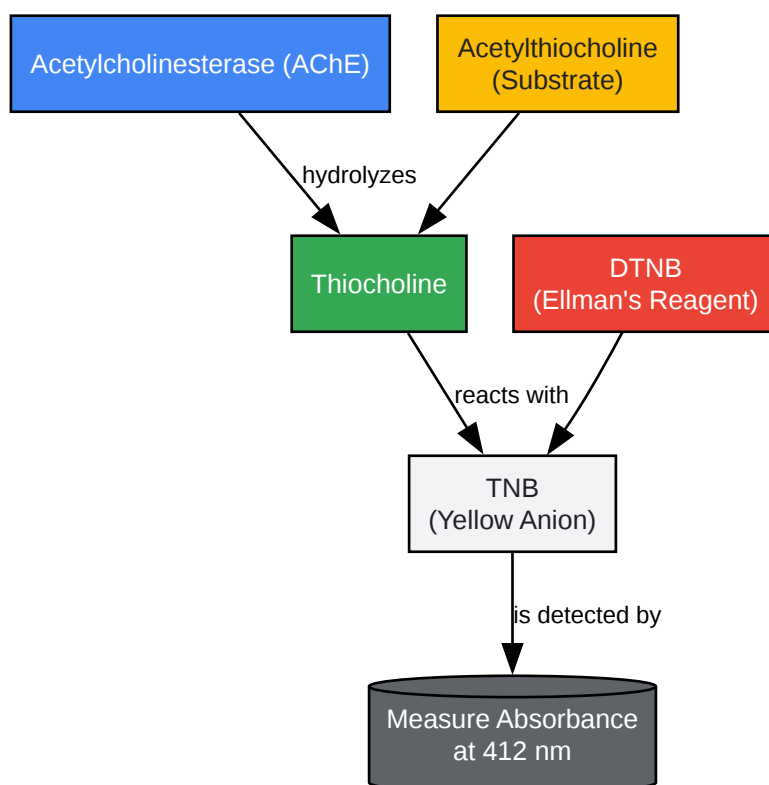 Acetylcholinesterase (AChE)
Acetylthiocholine
(Substrate)
hydrolyzes
Thiocholine
DTNB
(Ellman's Reagent)
reacts with
TNB
(Yellow Anion)
is detected by
Measure Absorbance
at 412 nm